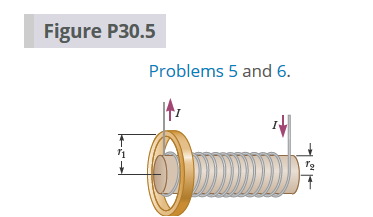 Figure P30.5
Problems 5 and 6.
I
I
r₁
r₂